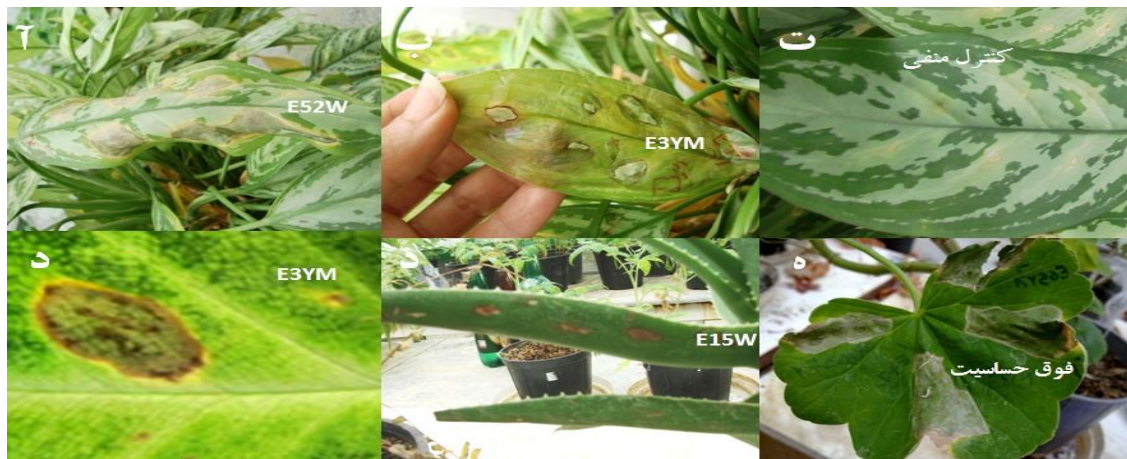 آ
E52W
ب
E3YM
ت
کنترل منفی
د
E3YM
د
E15W
ه
فوق حساسیت